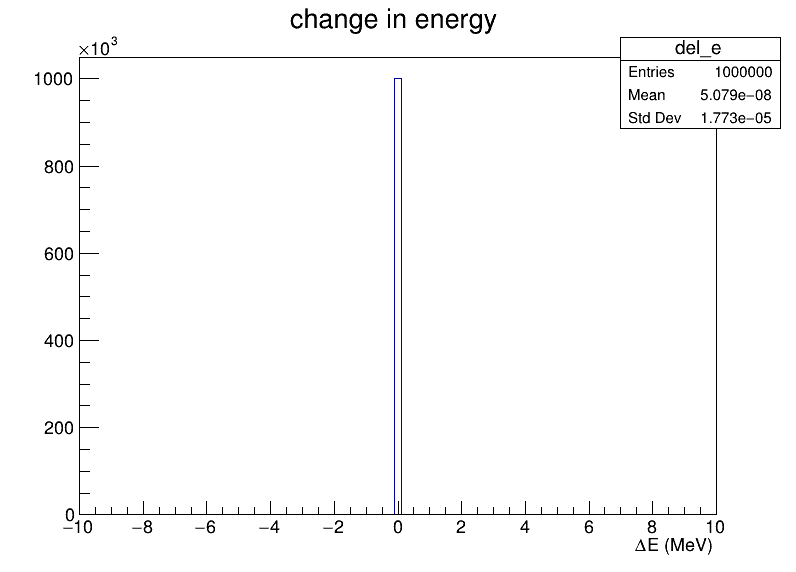 change in energy
×10³
del_e
Entries 1000000
Mean 5.079e−08
Std Dev 1.773e−05
1000
800
600
400
200
0
−10 −8 −6 −4 −2 0 2 4 6 8 10
ΔE (MeV)